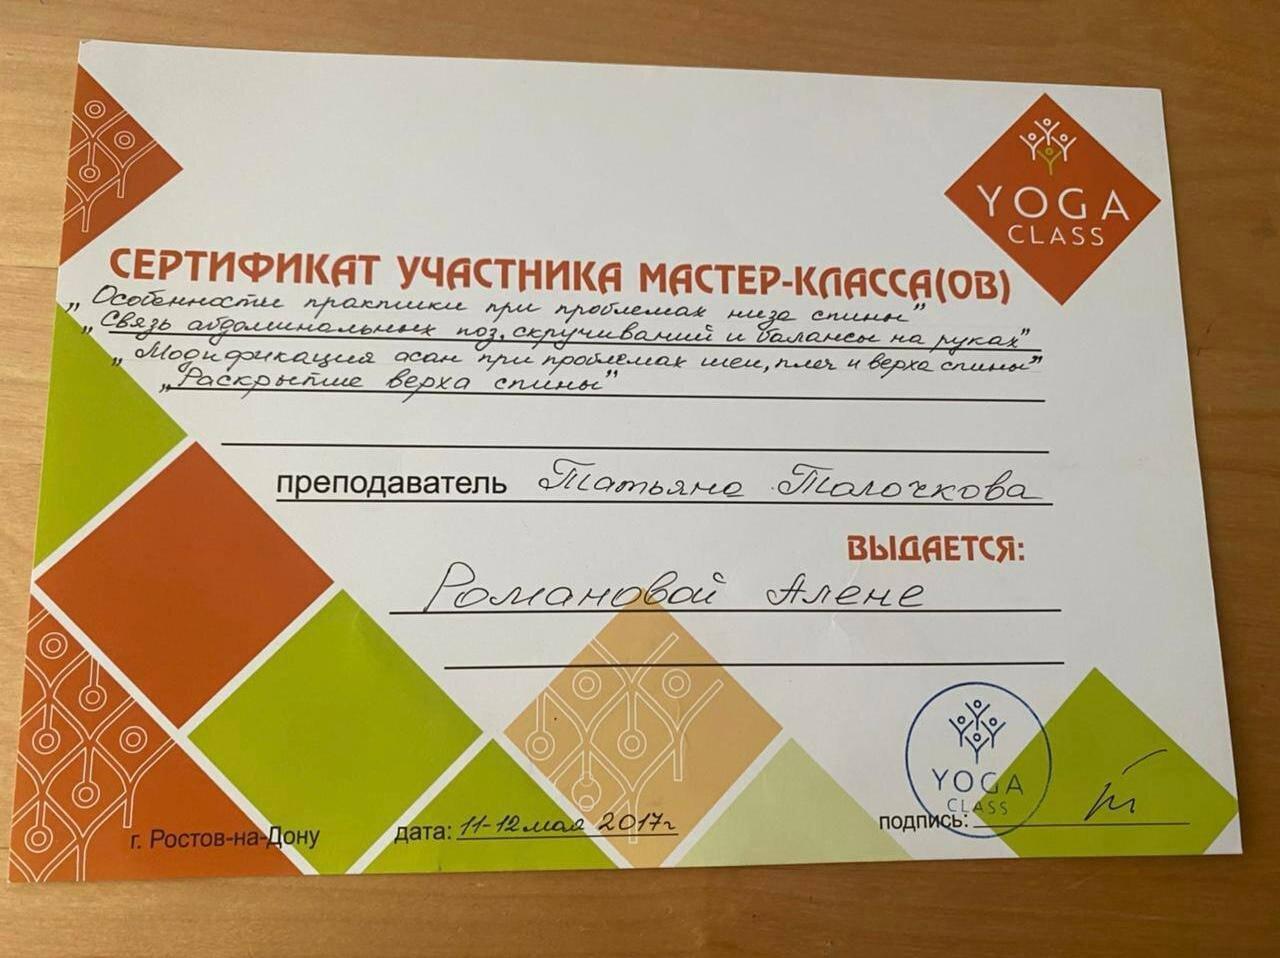 YOGA
CLASS
СЕРТИФИКАТ УЧАСТНИКА МАСТЕР-КЛАССА(ОВ)
„Особенности практики при проблемах низа спины"
„Связь абдоминальных поз, скручиваний и балансы на руках"
„Модификация асан при проблемах шеи, плеч и верха спины"
„Раскрытие верха спины"
преподаватель Татьяна Толочкова
ВЫДАЕТСЯ:
Романовой Алене
YOGA
CLASS
г. Ростов-на-Дону дата: 11-12 мая 2017г подпись: